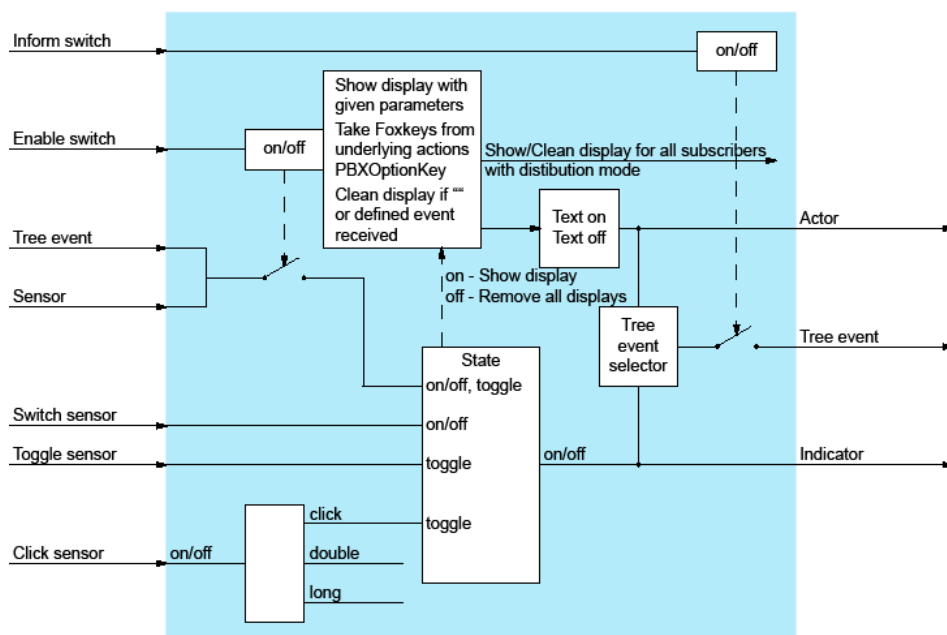 Inform switch
on/off
Show display with
given parameters
Take Foxkeys from
underlying actions
PBXOptionKey
Clean display if ““
or defined event
received
Enable switch
on/off
Show/Clean display for all subscribers
with distibution mode
Text on
Text off
Actor
Tree event
Sensor
on - Show display
off - Remove all displays
Tree
event
selector
Tree event
State
on/off, toggle
Switch sensor
on/off
Toggle sensor
toggle
on/off
Indicator
click
toggle
Click sensor
on/off
double
long